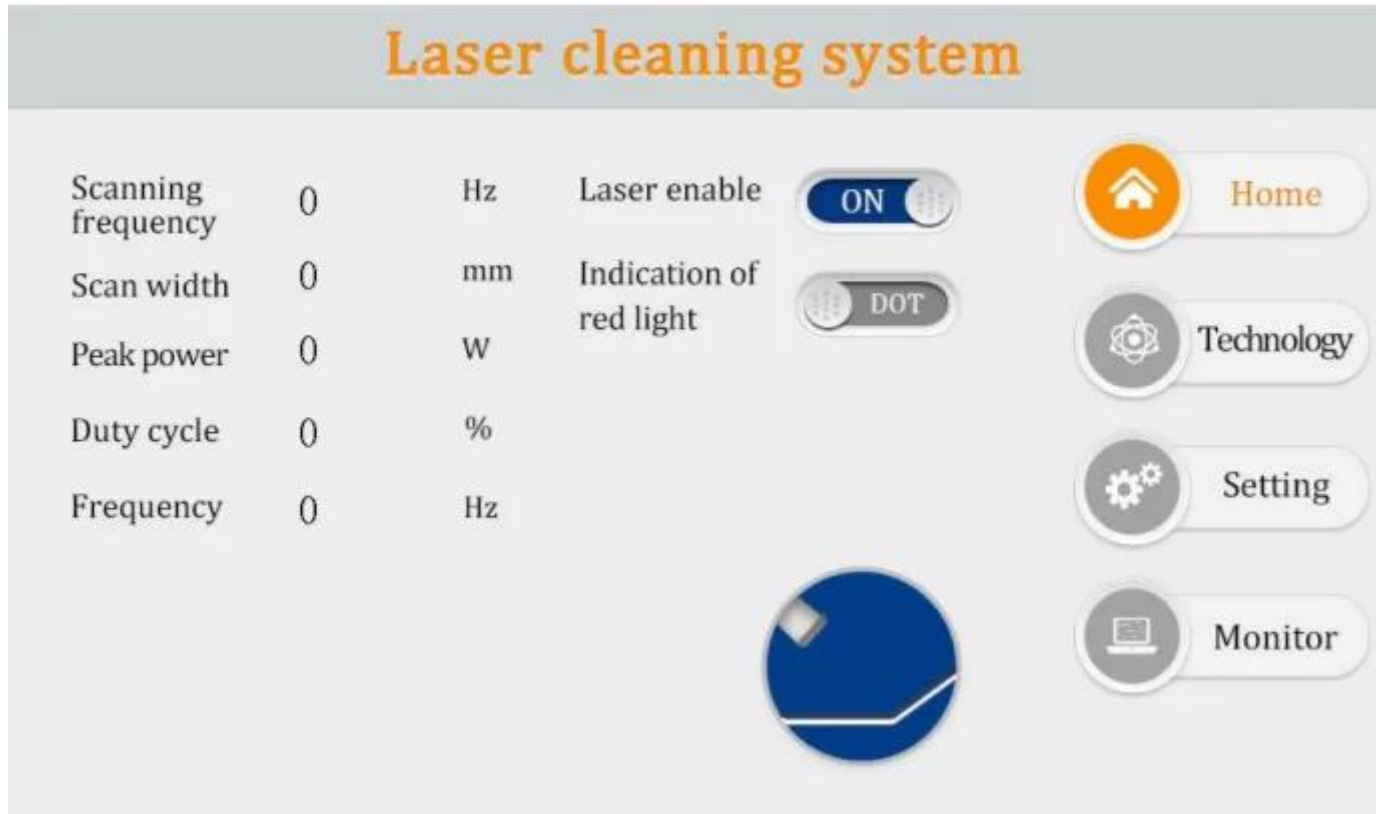 Laser cleaning system
Scanning
frequency
0
Hz
Scan width
0
mm
Peak power
0
W
Duty cycle
0
%
Frequency
0
Hz
Laser enable
ON
Indication of
red light
DOT
Home
Technology
Setting
Monitor